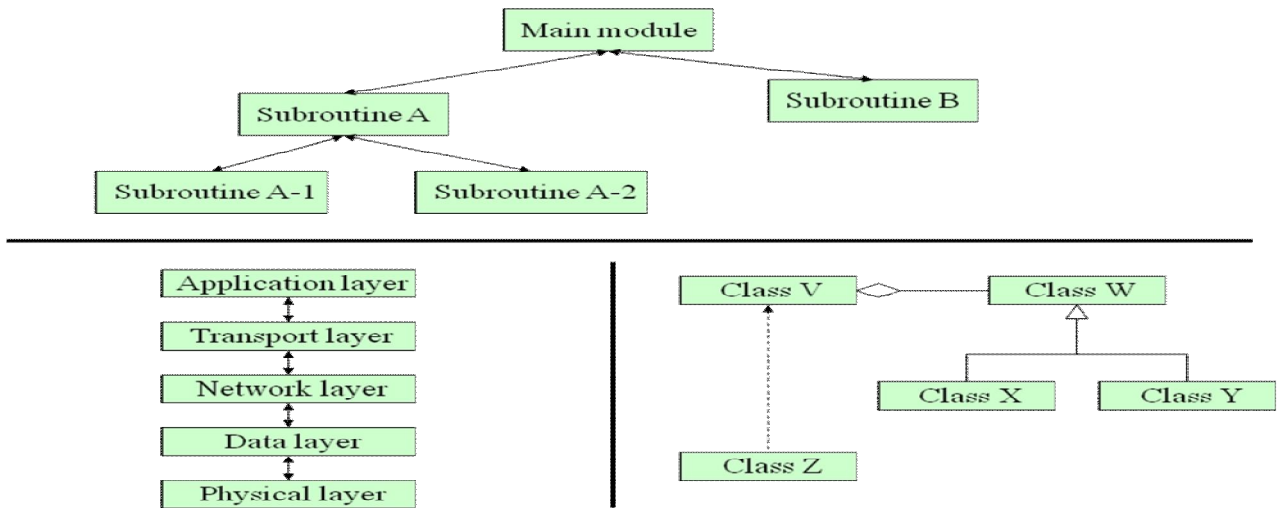 Main module
Subroutine A
Subroutine B
Subroutine A-1
Subroutine A-2
Application layer
Transport layer
Network layer
Data layer
Physical layer
Class V
Class W
Class X
Class Y
Class Z